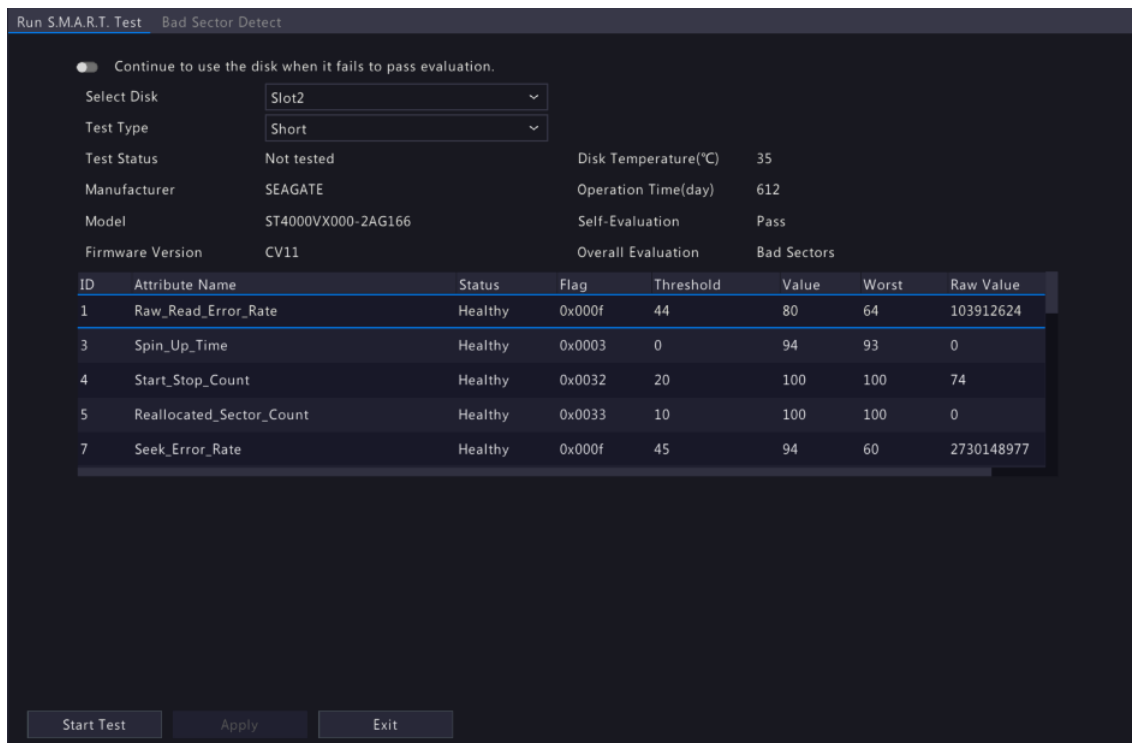 Run S.M.A.R.T. Test Bad Sector Detect
Continue to use the disk when it fails to pass evaluation.
Select Disk Slot2
Test Type Short
Test Status Not tested Disk Temperature(℃) 35
Manufacturer SEAGATE Operation Time(day) 612
Model ST4000VX000-2AG166 Self-Evaluation Pass
Firmware Version CV11 Overall Evaluation Bad Sectors
ID Attribute Name Status Flag Threshold Value Worst Raw Value
1 Raw_Read_Error_Rate Healthy 0x000f 44 80 64 103912624
3 Spin_Up_Time Healthy 0x0003 0 94 93 0
4 Start_Stop_Count Healthy 0x0032 20 100 100 74
5 Reallocated_Sector_Count Healthy 0x0033 10 100 100 0
7 Seek_Error_Rate Healthy 0x000f 45 94 60 2730148977
Start Test Apply Exit